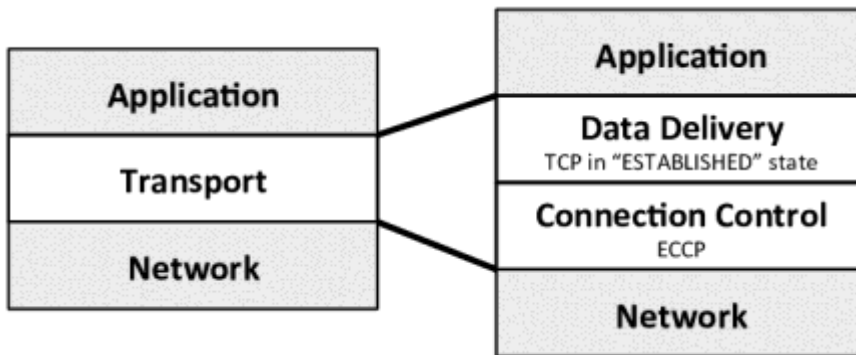 Application
Transport
Network
Application
Data Delivery
TCP in “ESTABLISHED” state
Connection Control
ECCP
Network